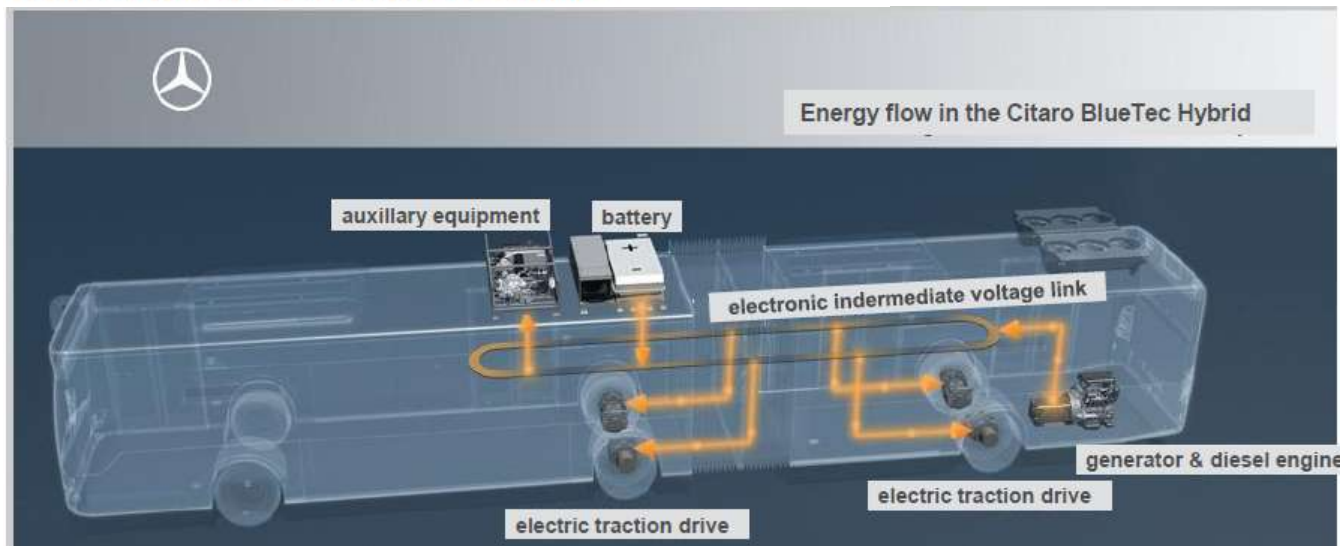 Energy flow in the Citaro BlueTec Hybrid
auxillary equipment
battery
electronic indermediate voltage link
generator & diesel engine
electric traction drive
electric traction drive